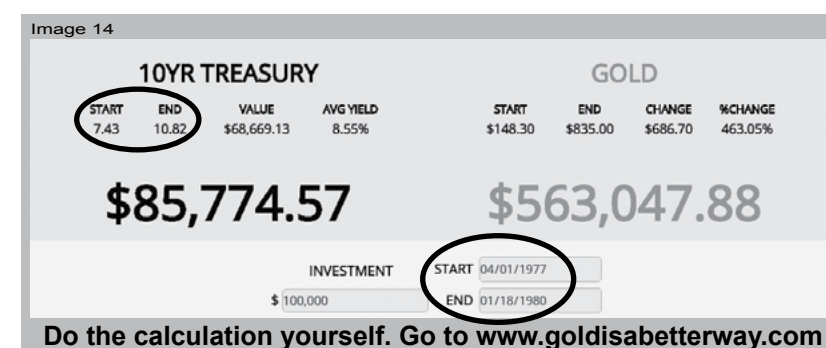 Image 14
10YR TREASURY GOLD
START END VALUE AVG YIELD START END CHANGE %CHANGE
7.43 10.82 $68,669.13 8.55% $148.30 $835.00 $686.70 463.05%
$85,774.57 $563,047.88
INVESTMENT START 04/01/1977
$ 100,000 END 01/18/1980
Do the calculation yourself. Go to www.goldisabetterway.com